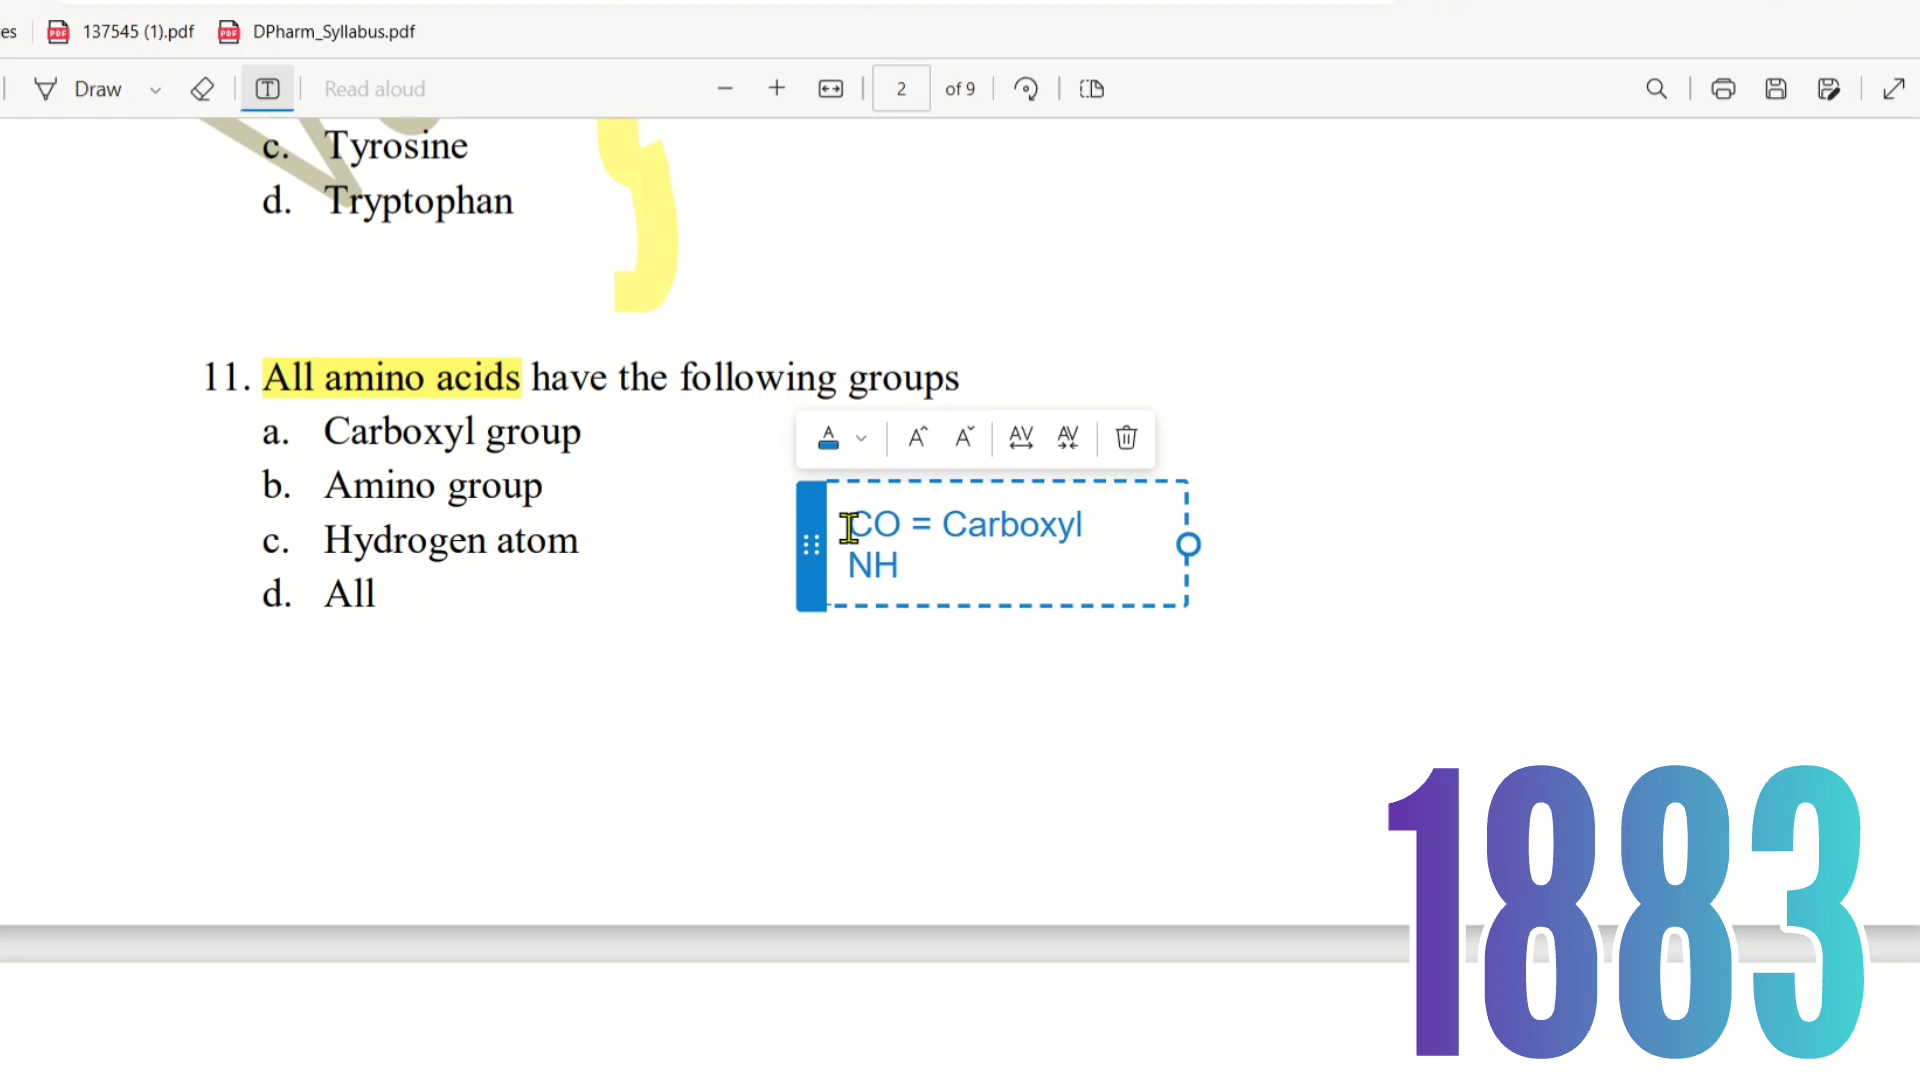 es 137545 (1).pdf DPharm_Syllabus.pdf
Draw Read aloud 2 of 9
c. Tyrosine
d. Tryptophan
11. All amino acids have the following groups
a. Carboxyl group
b. Amino group
c. Hydrogen atom
d. All
CO = Carboxyl
NH
1883